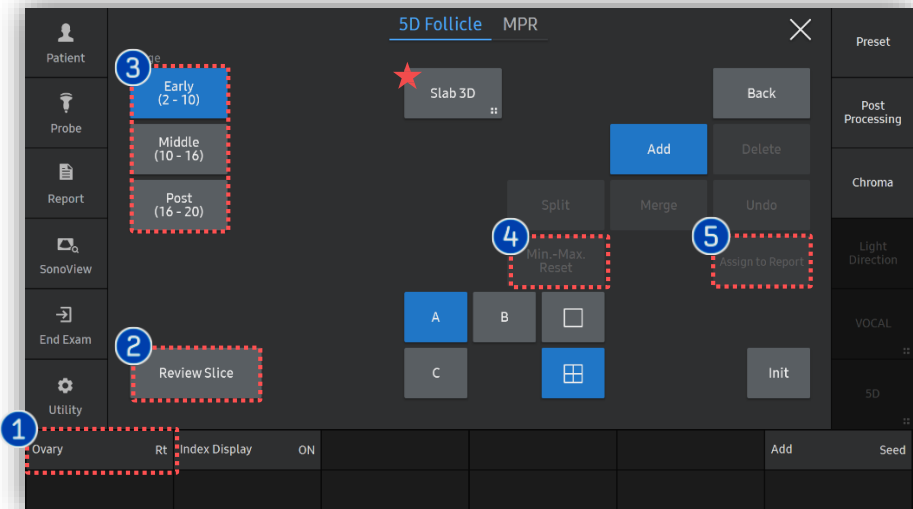 5D Follicle MPR
Patient
Probe
Report
SonoView
End Exam
Utility
3
Early
(2 - 10)
Middle
(10 - 16)
Post
(16 - 20)
Slab 3D
Back
Add
Delete
Split
Merge
Undo
4
Min.-Max.
Reset
5
Assign to Report
A
B
C
2
Review Slice
Init
Preset
Post
Processing
Chroma
Light
Direction
VOCAL
5D
1
Ovary Rt
Index Display ON
Add Seed